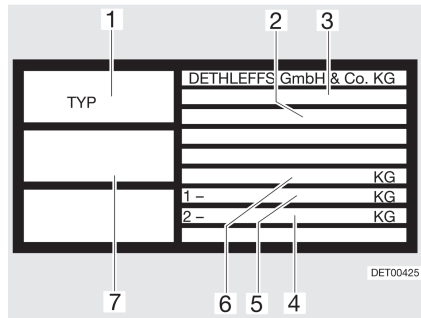 1 2 3
DETHLEFFS GmbH & Co. KG
TYP
KG
1 – KG
2 – KG
DET00425
7 6 5 4